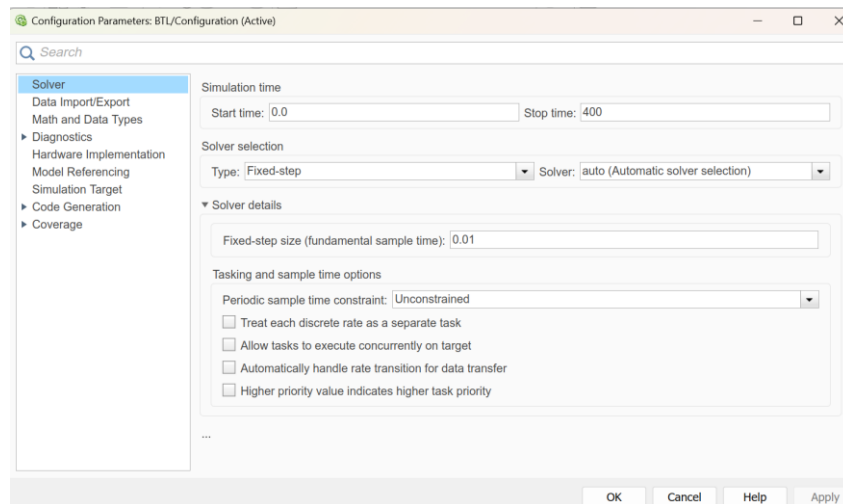 Configuration Parameters: BTL/Configuration (Active)
Search
Solver
Data Import/Export
Math and Data Types
Diagnostics
Hardware Implementation
Model Referencing
Simulation Target
Code Generation
Coverage
Simulation time
Start time: 0.0 Stop time: 400
Solver selection
Type: Fixed-step Solver: auto (Automatic solver selection)
Solver details
Fixed-step size (fundamental sample time): 0.01
Tasking and sample time options
Periodic sample time constraint: Unconstrained
Treat each discrete rate as a separate task
Allow tasks to execute concurrently on target
Automatically handle rate transition for data transfer
Higher priority value indicates higher task priority
...
OK Cancel Help Apply